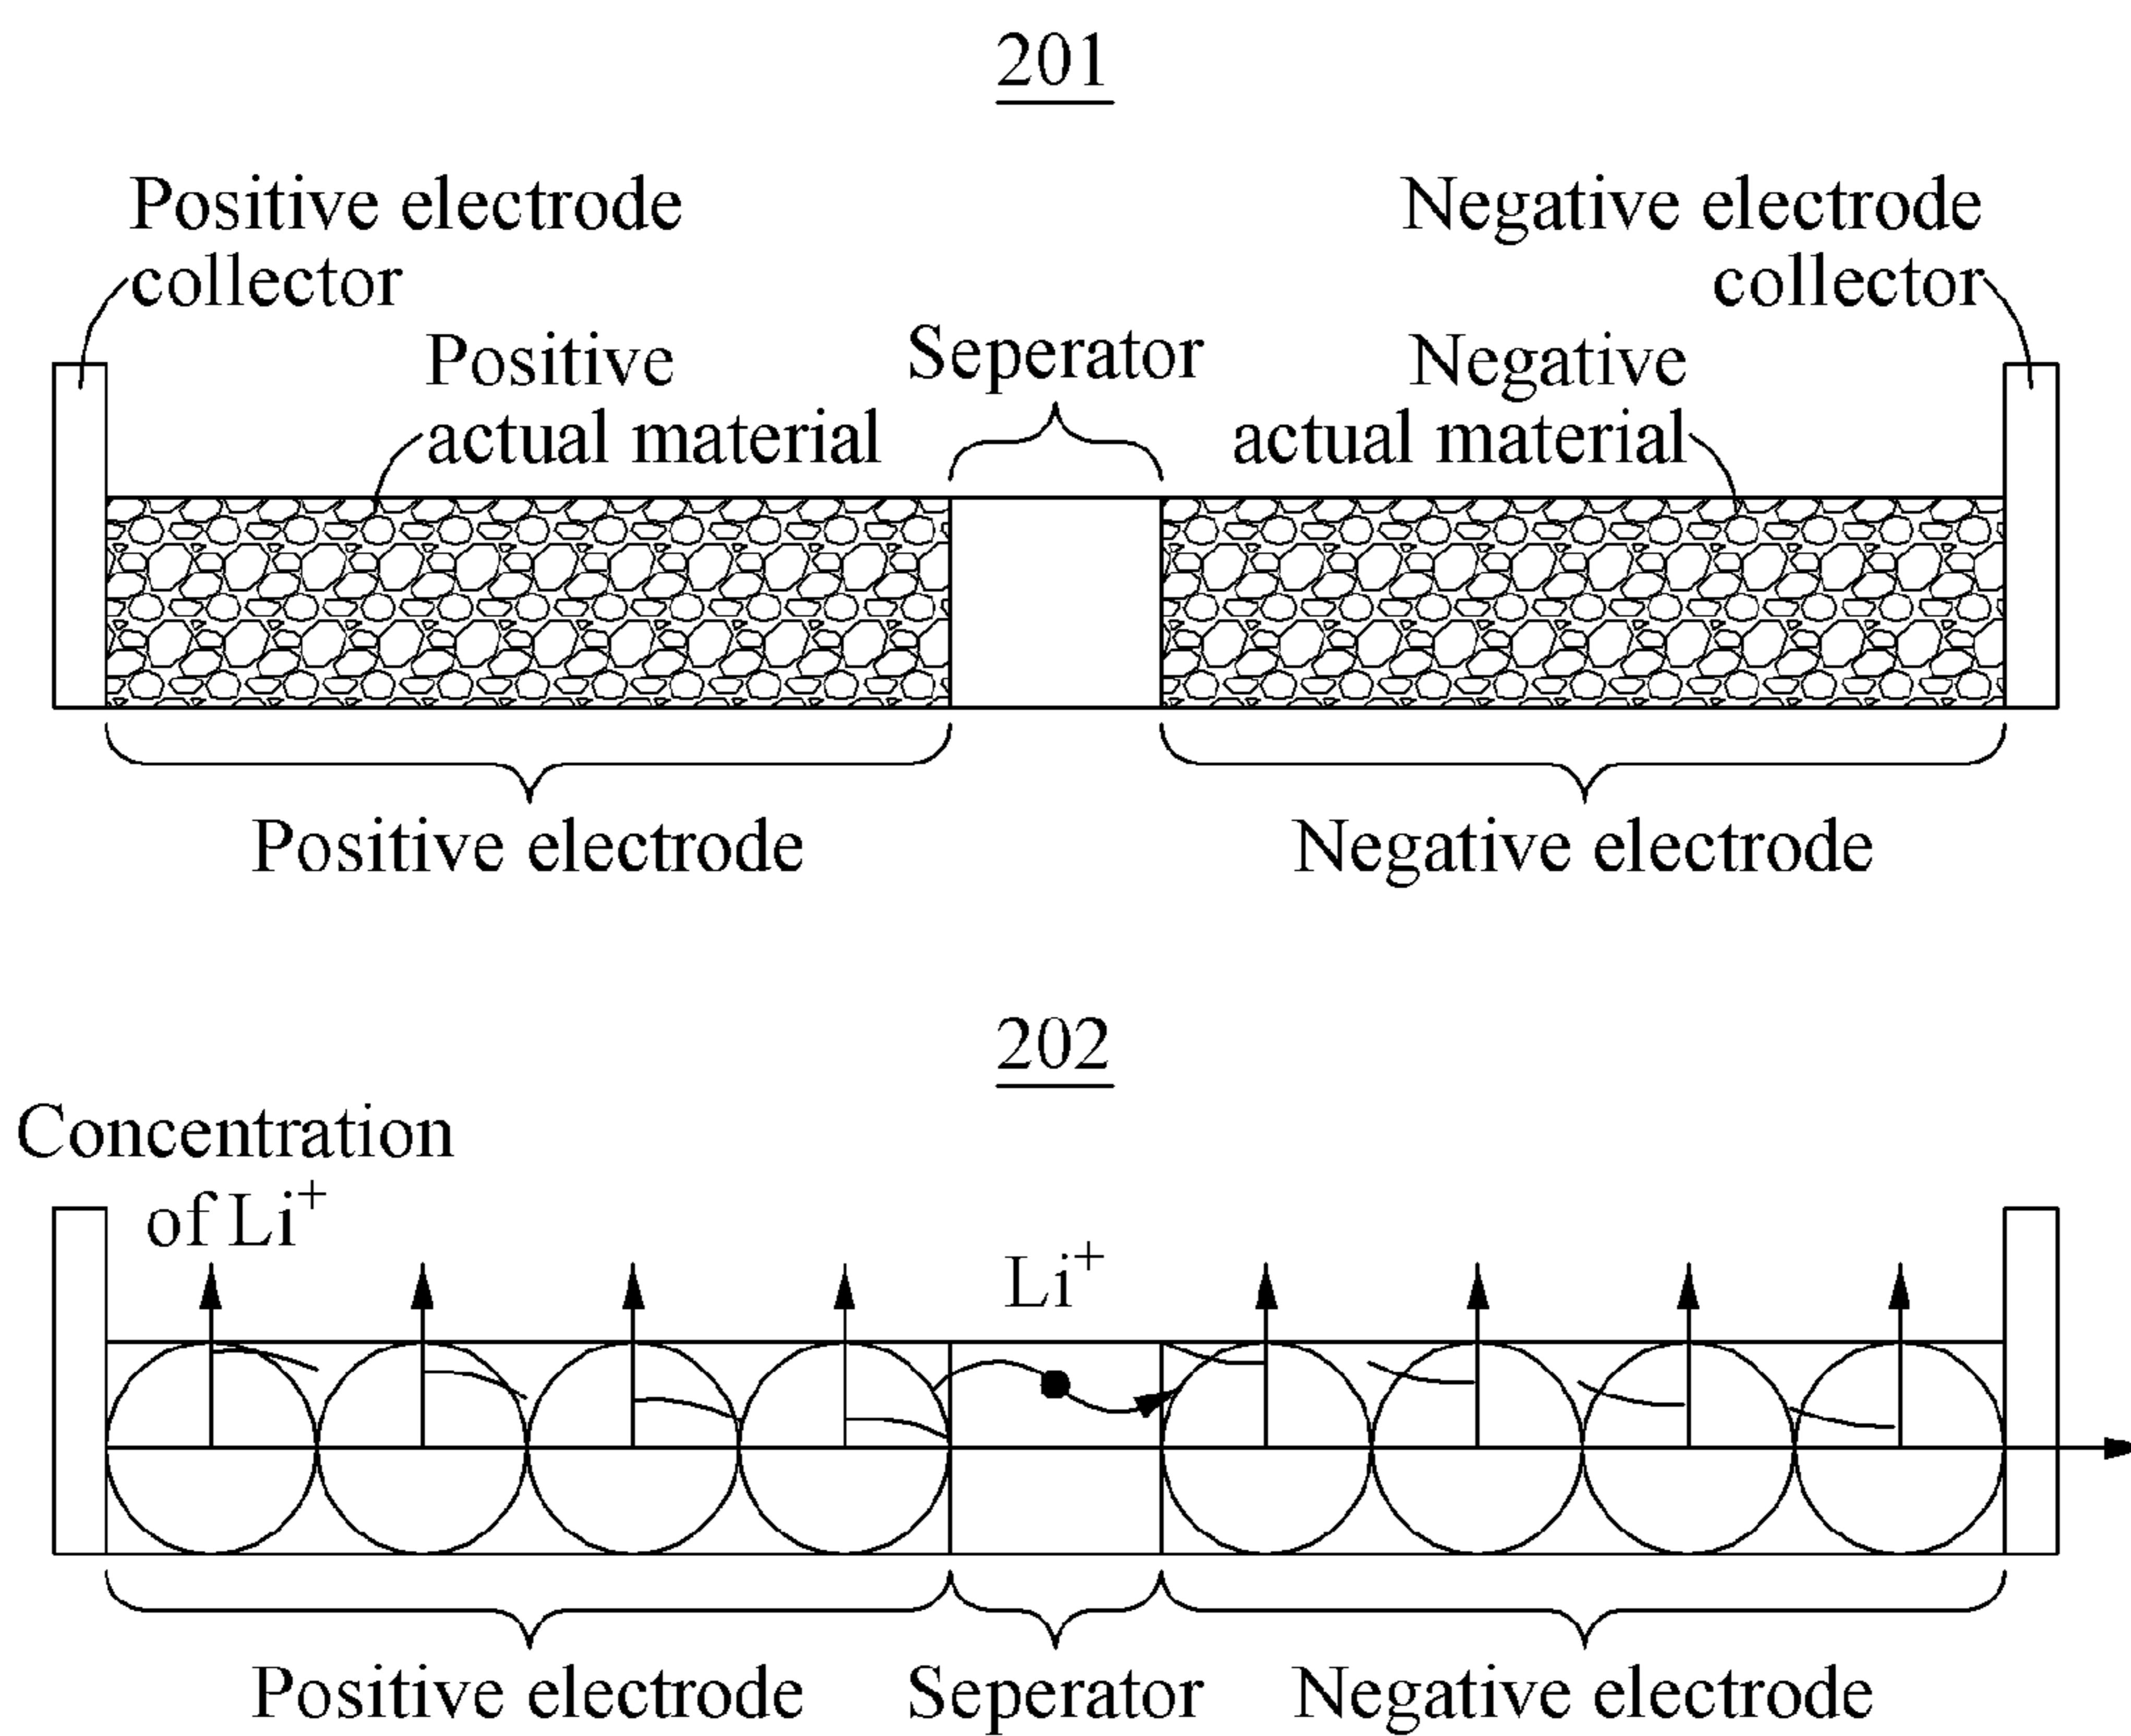 201
Positive electrode
collector
Negative electrode
collector
Positive
actual material
Seperator
Negative
actual material
Positive electrode
Negative electrode
202
Concentration
of Li⁺
Li⁺
Positive electrode
Seperator
Negative electrode